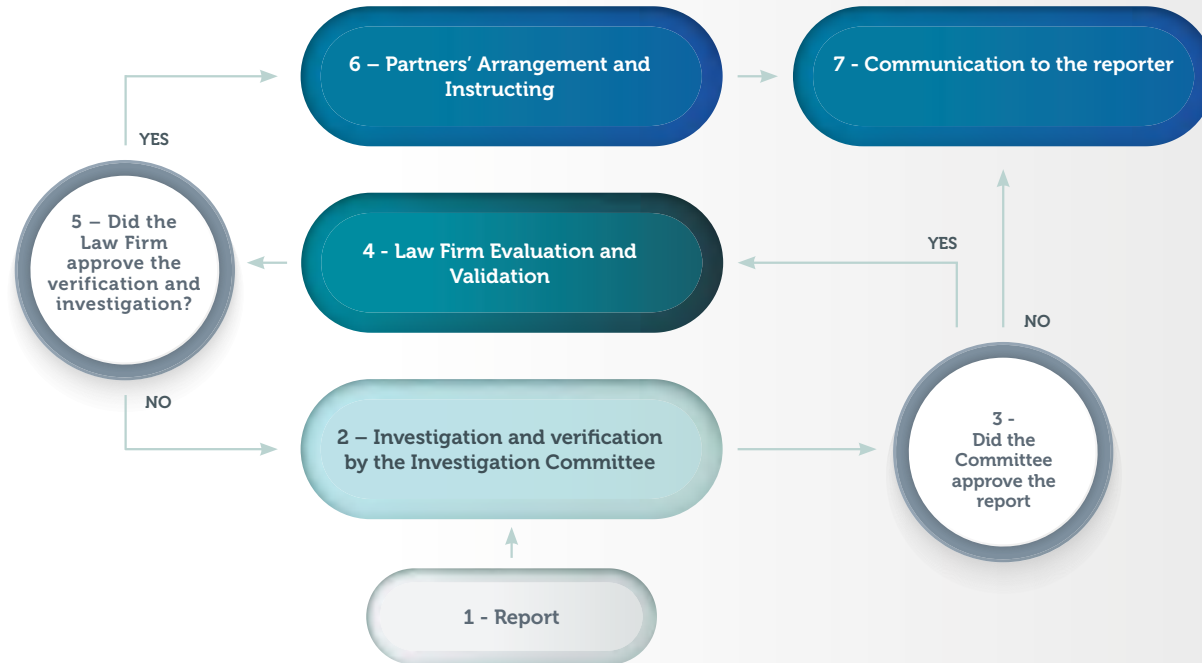 6 – Partners’ Arrangement and
Instructing
7 - Communication to the reporter
YES
5 – Did the
Law Firm
approve the
verification and
investigation?
4 - Law Firm Evaluation and
Validation
YES
NO
NO
2 – Investigation and verification
by the Investigation Committee
3 -
Did the
Committee
approve the
report
1 - Report